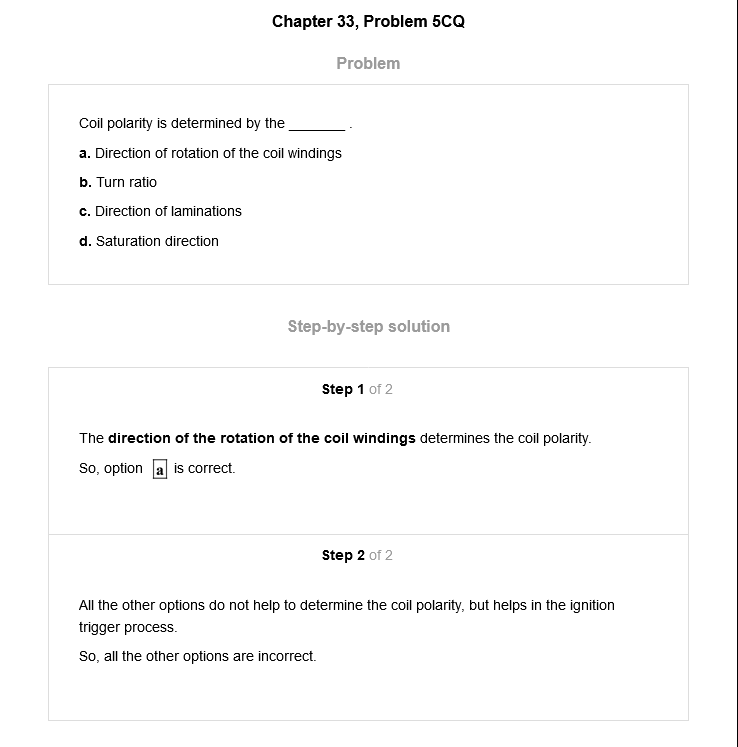 Chapter 33, Problem 5CQ
Problem
Coil polarity is determined by the _______ .
a. Direction of rotation of the coil windings
b. Turn ratio
c. Direction of laminations
d. Saturation direction
Step-by-step solution
Step 1 of 2
The direction of the rotation of the coil windings determines the coil polarity.
So, option a is correct.
Step 2 of 2
All the other options do not help to determine the coil polarity, but helps in the ignition
trigger process.
So, all the other options are incorrect.